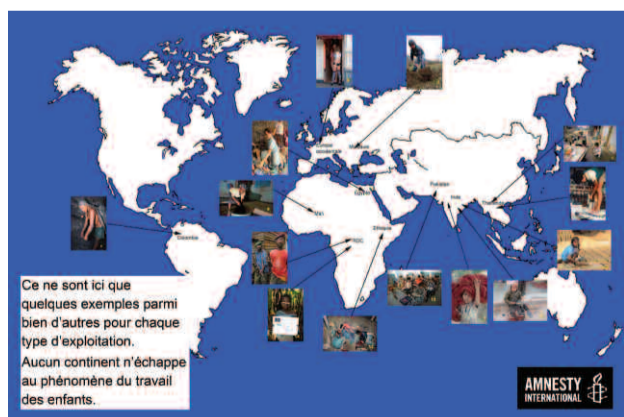 Pakistan
Inde
Mali
Ethiopie
Colombie
RDC
Ce ne sont ici que
quelques exemples parmi
bien d'autres pour chaque
type d'exploitation.
Aucun continent n'échappe
au phénomène du travail
des enfants.
AMNESTY
INTERNATIONAL